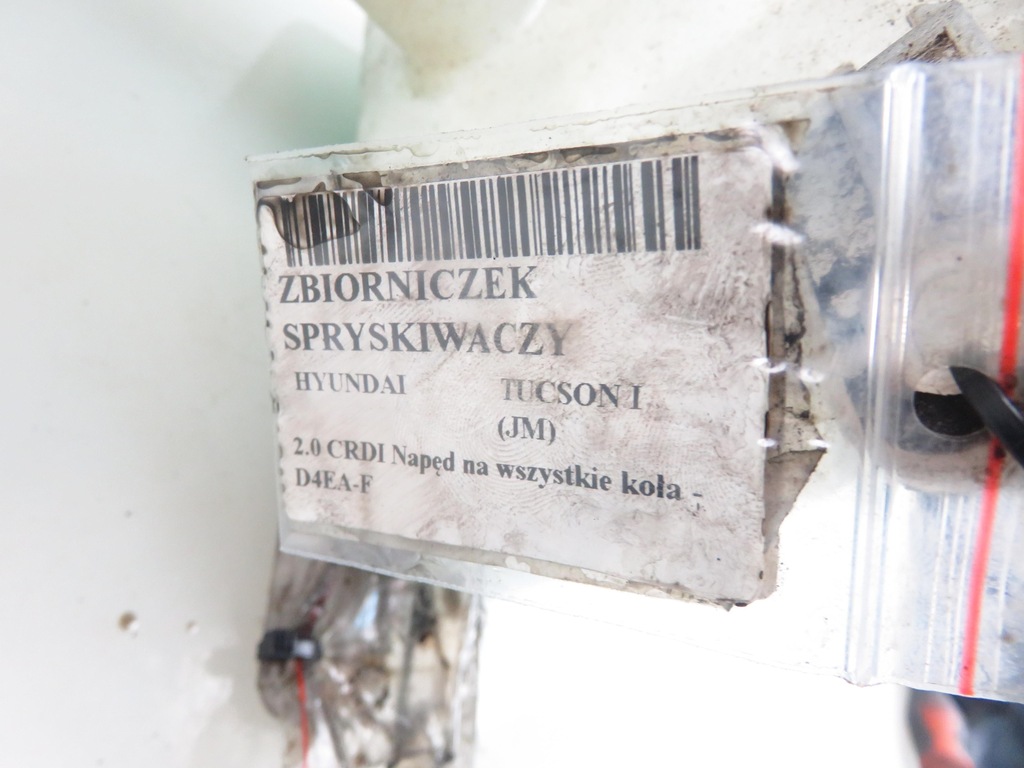 ZBIORNICZEK
SPRYSKIWACZY
HYUNDAI TUCSON I
(JM)
2.0 CRDI Napęd na wszystkie koła -
D4EA-F